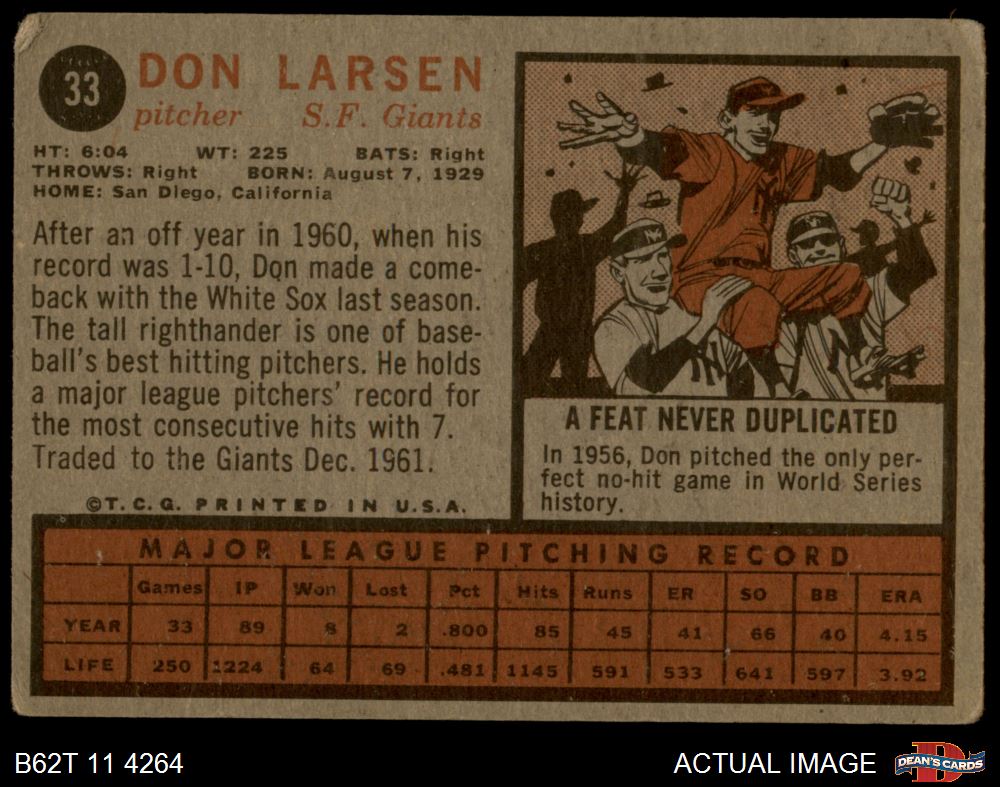 33
DON LARSEN
pitcher S.F. Giants
HT: 6:04 WT: 225 BATS: Right
THROWS: Right BORN: August 7, 1929
HOME: San Diego, California
After an off year in 1960, when his
record was 1-10, Don made a come-
back with the White Sox last season.
The tall righthander is one of base-
ball's best hitting pitchers. He holds
a major league pitchers' record for
the most consecutive hits with 7.
Traded to the Giants Dec. 1961.
©T.C.G. PRINTED IN U.S.A.
NY
NY
N
A FEAT NEVER DUPLICATED
In 1956, Don pitched the only per-
fect no-hit game in World Series
history.
MAJOR LEAGUE PITCHING RECORD
Games IP Won Lost Pct Hits Runs ER SO BB ERA
YEAR 33 89 8 2 .800 85 45 41 66 40 4.15
LIFE 250 1224 64 69 .481 1145 591 533 641 597 3.92
B62T 11 4264 ACTUAL IMAGE DEAN'S CARDS